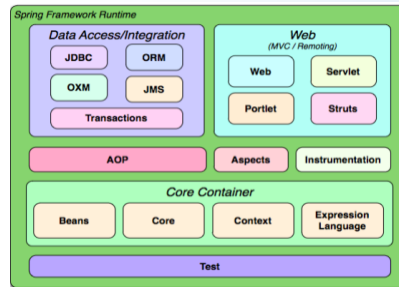 Spring Framework Runtime
Data Access/Integration
JDBC
ORM
OXM
JMS
Transactions
Web
(MVC / Remoting)
Web
Servlet
Portlet
Struts
AOP
Aspects
Instrumentation
Core Container
Beans
Core
Context
Expression
Language
Test